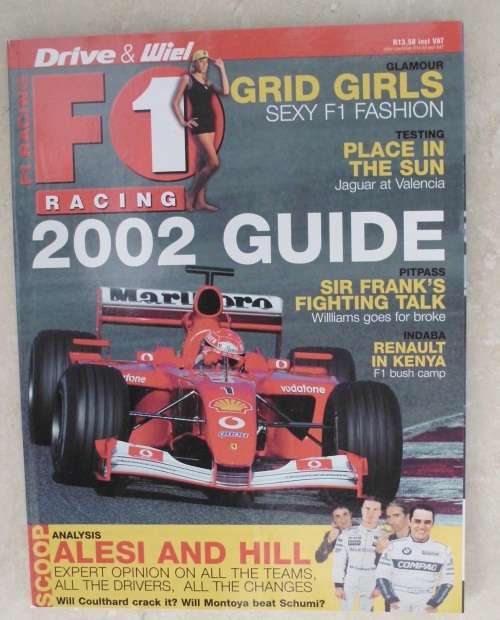 Drive & Wiel
R13,50 incl VAT
F1 RACING
F1
RACING
GLAMOUR
GRID GIRLS
SEXY F1 FASHION
TESTING
PLACE IN
THE SUN
Jaguar at Valencia
2002 GUIDE
PITPASS
SIR FRANK'S
FIGHTING TALK
Williams goes for broke
INDABA
RENAULT
IN KENYA
F1 bush camp
Marlboro
vodafone
vodafone
COMPAQ
SCOOP
ANALYSIS
ALESI AND HILL
EXPERT OPINION ON ALL THE TEAMS,
ALL THE DRIVERS, ALL THE CHANGES
Will Coulthard crack it? Will Montoya beat Schumi?